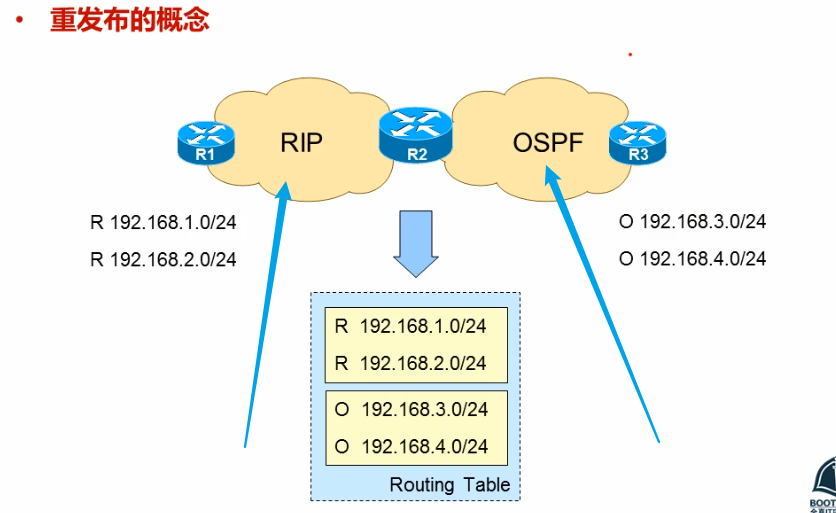 • 重发布的概念
RIP
OSPF
R1
R2
R3
R 192.168.1.0/24
R 192.168.2.0/24
O 192.168.3.0/24
O 192.168.4.0/24
R 192.168.1.0/24
R 192.168.2.0/24
O 192.168.3.0/24
O 192.168.4.0/24
Routing Table
BOOT